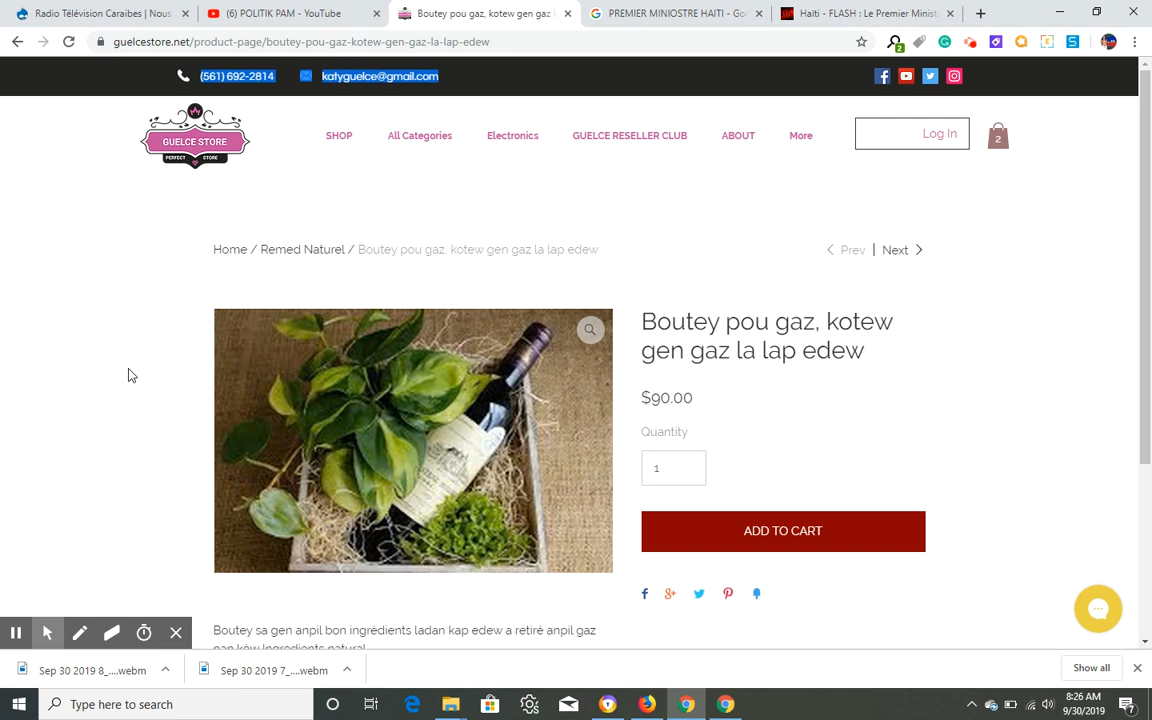 Radio Télévision Caraibes | Nous
(6) POLITIK PAM - YouTube
Boutey pou gaz, kotew gen gaz
PREMIER MINIOSTRE HAITI - Go
Haïti - FLASH : Le Premier Minist
guelcestore.net/product-page/boutey-pou-gaz-kotew-gen-gaz-la-lap-edew
2
(561) 692-2814
katyguelce@gmail.com
GUELCE STORE
PERFECT STORE
SHOP
All Categories
Electronics
GUELCE RESELLER CLUB
ABOUT
More
Log In
2
Home / Remed Naturel / Boutey pou gaz, kotew gen gaz la lap edew
Prev | Next
Boutey pou gaz, kotew
gen gaz la lap edew
$90.00
Quantity
1
ADD TO CART
Boutey sa gen anpil bon ingrédients ladan kap edew a retiré anpil gaz
nan kèw Ingredients natural
Sep 30 2019 8_....webm
Sep 30 2019 7_....webm
Show all
Type here to search
8:26 AM
9/30/2019
7